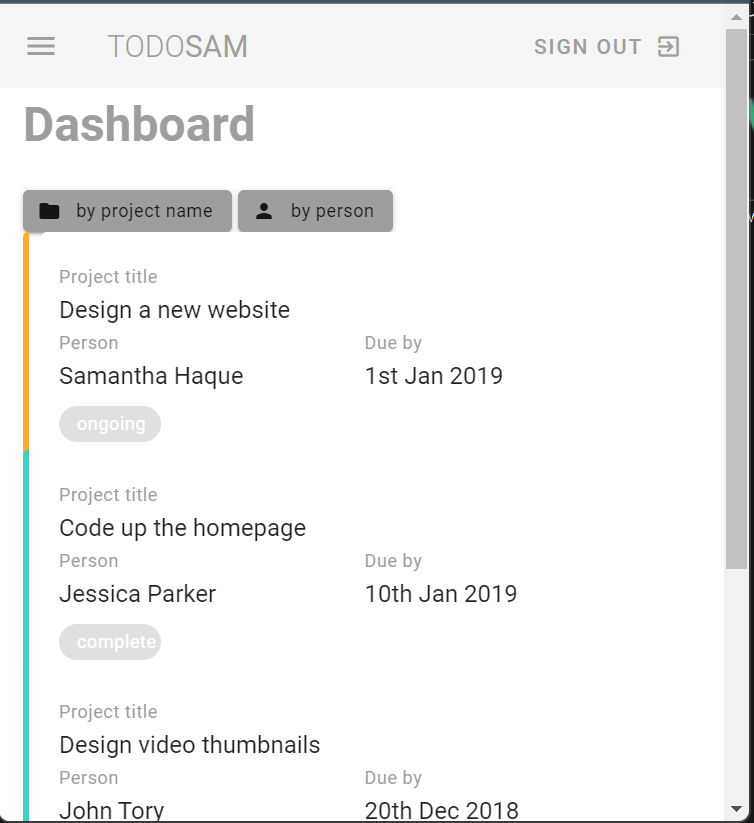 TODOSAM
SIGN OUT
Dashboard
by project name
by person
Project title
Design a new website
Person
Due by
Samantha Haque
1st Jan 2019
ongoing
Project title
Code up the homepage
Person
Due by
Jessica Parker
10th Jan 2019
complete
Project title
Design video thumbnails
Person
Due by
John Tory
20th Dec 2018